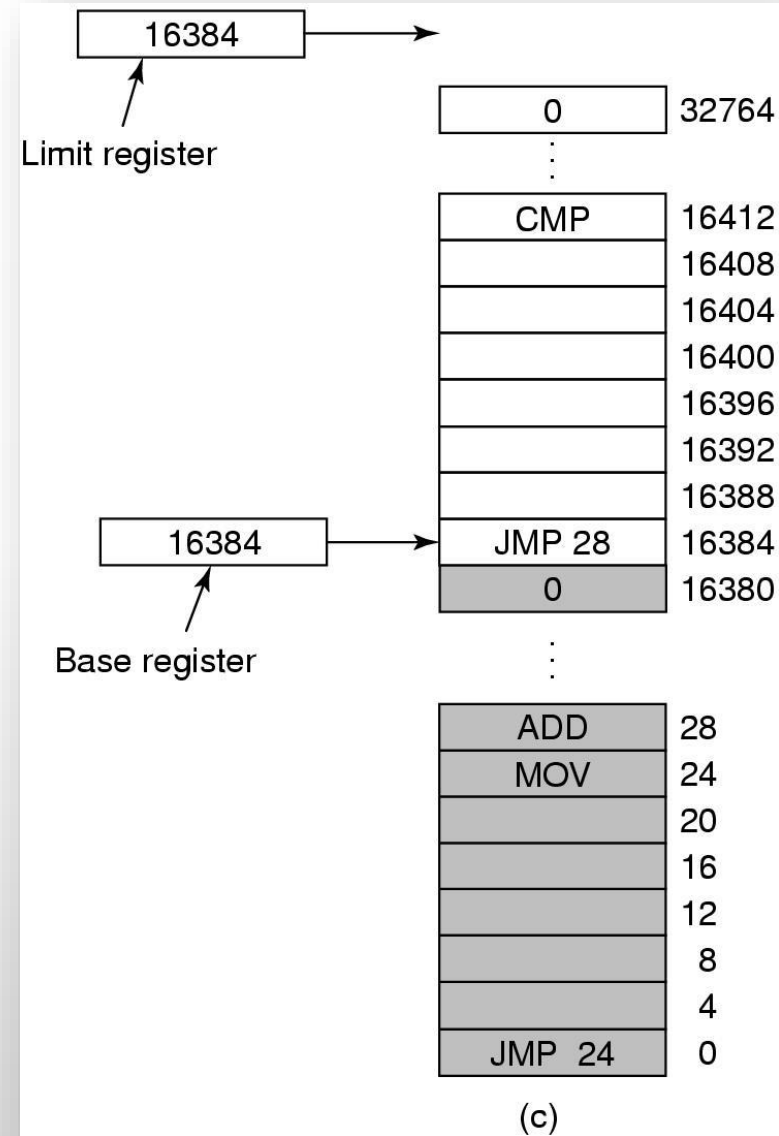 16384
Limit register
0 32764
CMP 16412
16408
16404
16400
16396
16392
16388
16384 JMP 28 16384
0 16380
Base register
ADD 28
MOV 24
20
16
12
8
4
JMP 24 0
(c)